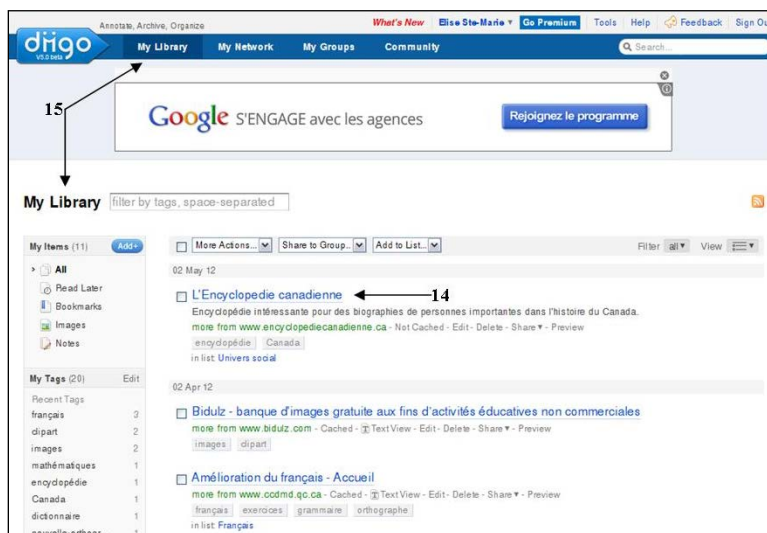 Annotate, Archive, Organize
What's New Elise Ste-Marie ▾ Go Premium Tools Help Feedback Sign Ou
diigo V5.0 beta My Library My Network My Groups Community Search...
15
Google S'ENGAGE avec les agences Rejoignez le programme
My Library filter by tags, space-separated
My Items (11) Add+
All
Read Later
Bookmarks
Images
Notes
My Tags (20) Edit
Recent Tags
français 3
clipart 2
images 2
mathématiques 1
encyclopédie 1
Canada 1
dictionnaire 1
More Actions... Share to Group... Add to List... Filter all ▾ View
02 May 12
L'Encyclopedie canadienne 14
Encyclopédie intéressante pour des biographies de personnes importantes dans l'histoire du Canada.
more from www.encyclopediecanadienne.ca - Not Cached - Edit - Delete - Share ▾ - Preview
encyclopédie Canada
in list: Univers social
02 Apr 12
Bidulz - banque d'images gratuite aux fins d'activités éducatives non commerciales
more from www.bidulz.com - Cached - Text View - Edit - Delete - Share ▾ - Preview
images clipart
Amélioration du français - Accueil
more from www.ccdmd.qc.ca - Cached - Text View - Edit - Delete - Share ▾ - Preview
français exercices grammaire orthographe
in list: Français